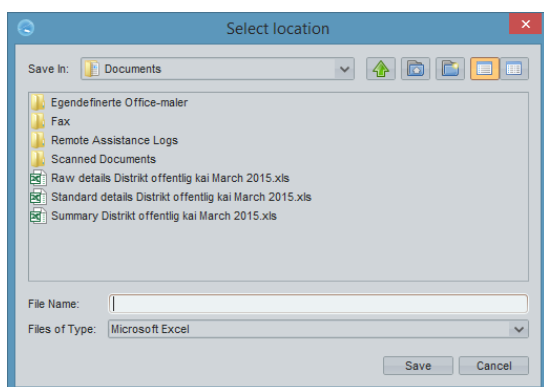 Select location
Save In: Documents
Egendefinerte Office-maler
Fax
Remote Assistance Logs
Scanned Documents
Raw details Distrikt offentlig kai March 2015.xls
Standard details Distrikt offentlig kai March 2015.xls
Summary Distrikt offentlig kai March 2015.xls
File Name:
Files of Type: Microsoft Excel
Save Cancel